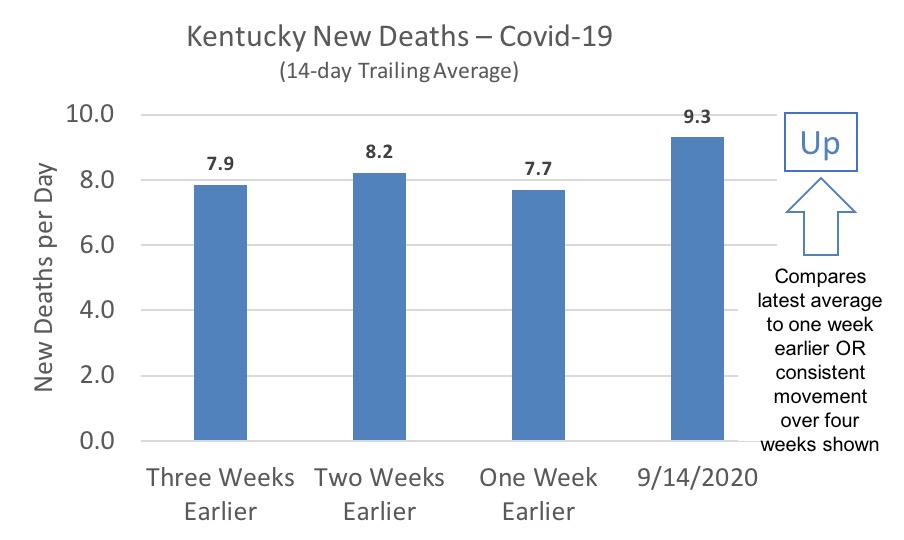 Kentucky New Deaths – Covid-19
(14-day Trailing Average)
New Deaths per Day
10.0
8.0
6.0
4.0
2.0
0.0
7.9
8.2
7.7
9.3
Three Weeks
Earlier
Two Weeks
Earlier
One Week
Earlier
9/14/2020
Up
Compares
latest average
to one week
earlier OR
consistent
movement
over four
weeks shown